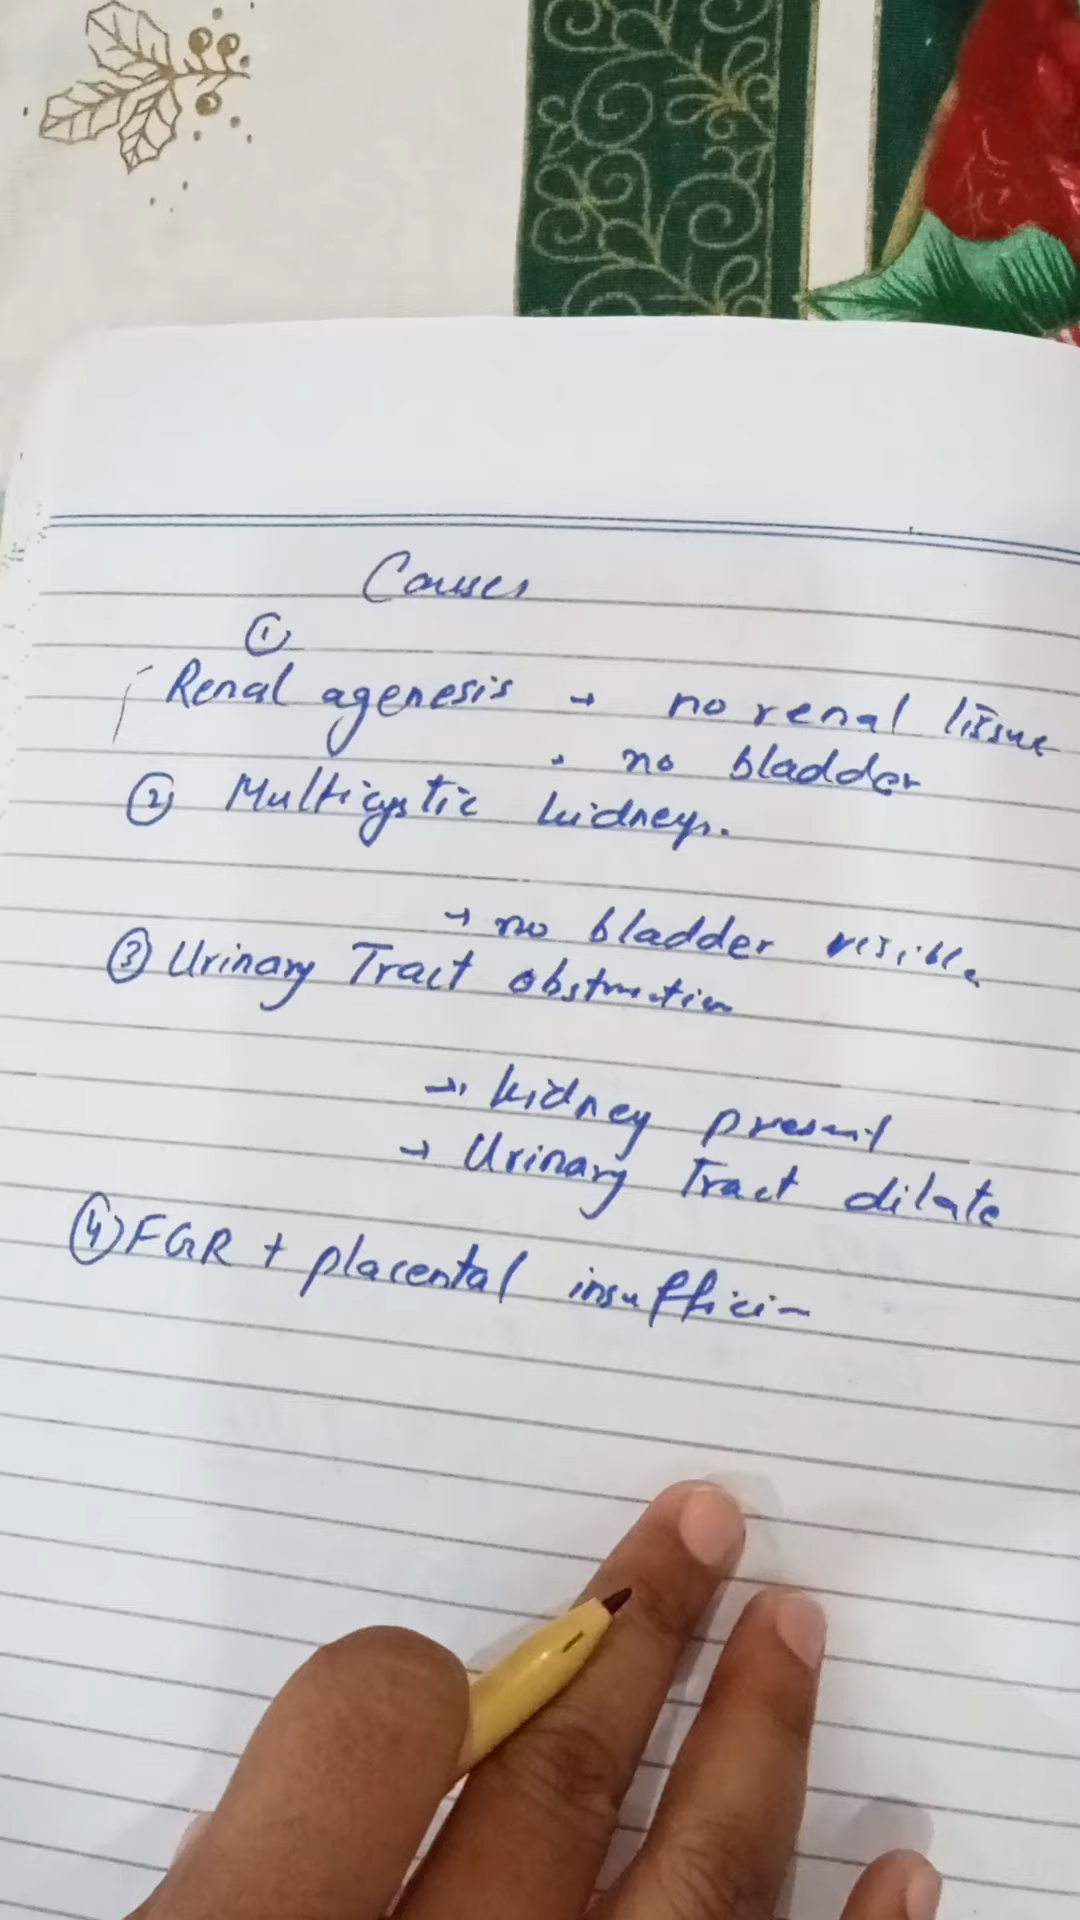 Causes
①
Renal agenesis → no renal tissue
. no bladder
② Multicystic kidneys.
→ no bladder visible
③ Urinary Tract obstruction
→ kidney present
→ Urinary Tract dilate
④ FGR + placental insuffici